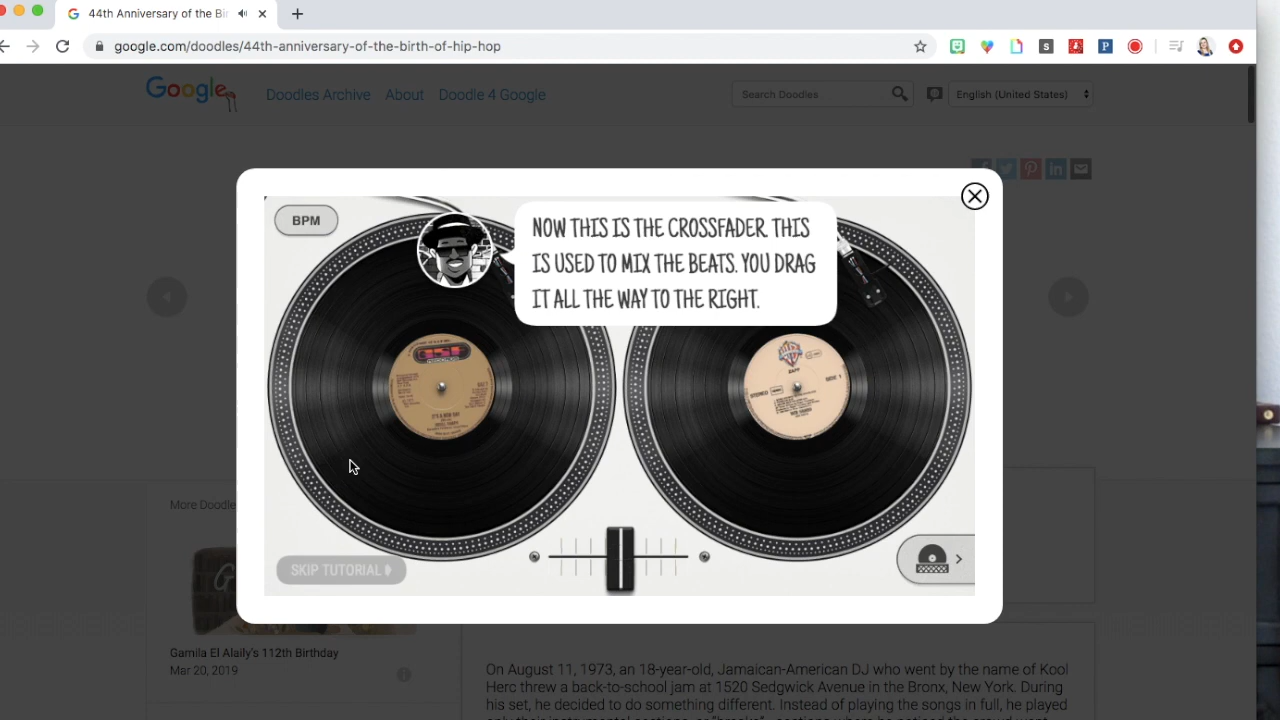 44th Anniversary of the Bi
google.com/doodles/44th-anniversary-of-the-birth-of-hip-hop
Google
Doodles Archive About Doodle 4 Google
Search Doodles
English (United States)
BPM
NOW THIS IS THE CROSSFADER. THIS
IS USED TO MIX THE BEATS. YOU DRAG
IT ALL THE WAY TO THE RIGHT.
ZAPP
SIDE 1
SKIP TUTORIAL
More Doodle
Gamila El Alaily's 112th Birthday
Mar 20, 2019
On August 11, 1973, an 18-year-old, Jamaican-American DJ who went by the name of Kool
Herc threw a back-to-school jam at 1520 Sedgwick Avenue in the Bronx, New York. During
his set, he decided to do something different. Instead of playing the songs in full, he played